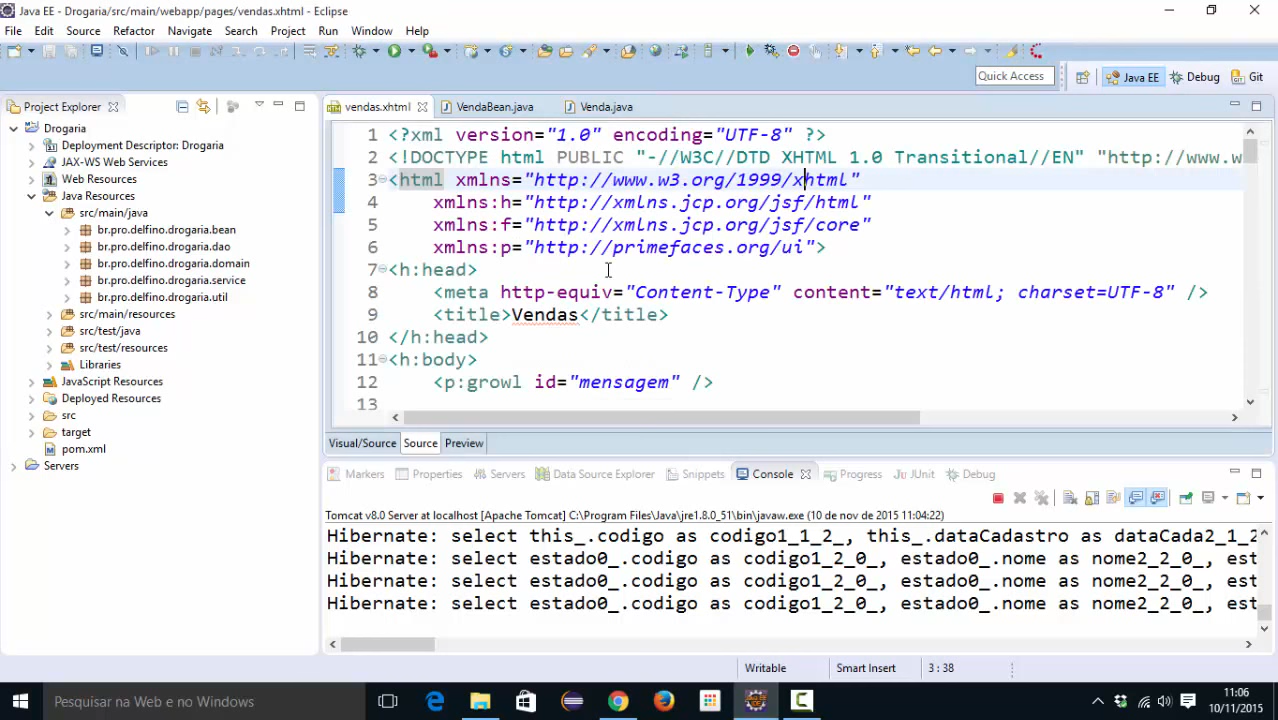 Java EE - Drogaria/src/main/webapp/pages/vendas.xhtml - Eclipse
File Edit Source Refactor Navigate Search Project Run Window Help
Quick Access Java EE Debug Git
Project Explorer
Drogaria
Deployment Descriptor: Drogaria
JAX-WS Web Services
Web Resources
Java Resources
src/main/java
br.pro.delfino.drogaria.bean
br.pro.delfino.drogaria.dao
br.pro.delfino.drogaria.domain
br.pro.delfino.drogaria.service
br.pro.delfino.drogaria.util
src/main/resources
src/test/java
src/test/resources
Libraries
JavaScript Resources
Deployed Resources
src
target
pom.xml
Servers
vendas.xhtml VendaBean.java Venda.java
1 <?xml version="1.0" encoding="UTF-8" ?>
2 <!DOCTYPE html PUBLIC "-//W3C//DTD XHTML 1.0 Transitional//EN" "http://www.w
3 <html xmlns="http://www.w3.org/1999/xhtml"
4 xmlns:h="http://xmlns.jcp.org/jsf/html"
5 xmlns:f="http://xmlns.jcp.org/jsf/core"
6 xmlns:p="http://primefaces.org/ui">
7 <h:head>
8 <meta http-equiv="Content-Type" content="text/html; charset=UTF-8" />
9 <title>Vendas</title>
10 </h:head>
11 <h:body>
12 <p:growl id="mensagem" />
13
Visual/Source Source Preview
Markers Properties Servers Data Source Explorer Snippets Console Progress JUnit Debug
Tomcat v8.0 Server at localhost [Apache Tomcat] C:\Program Files\Java\jre1.8.0_51\bin\javaw.exe (10 de nov de 2015 11:04:22)
Hibernate: select this_.codigo as codigo1_1_2_, this_.dataCadastro as dataCada2_1_2
Hibernate: select estado0_.codigo as codigo1_2_0_, estado0_.nome as nome2_2_0_, est
Hibernate: select estado0_.codigo as codigo1_2_0_, estado0_.nome as nome2_2_0_, est
Hibernate: select estado0_.codigo as codigo1_2_0_, estado0_.nome as nome2_2_0_, est
Writable Smart Insert 3 : 38
Pesquisar na Web e no Windows
11:06
10/11/2015